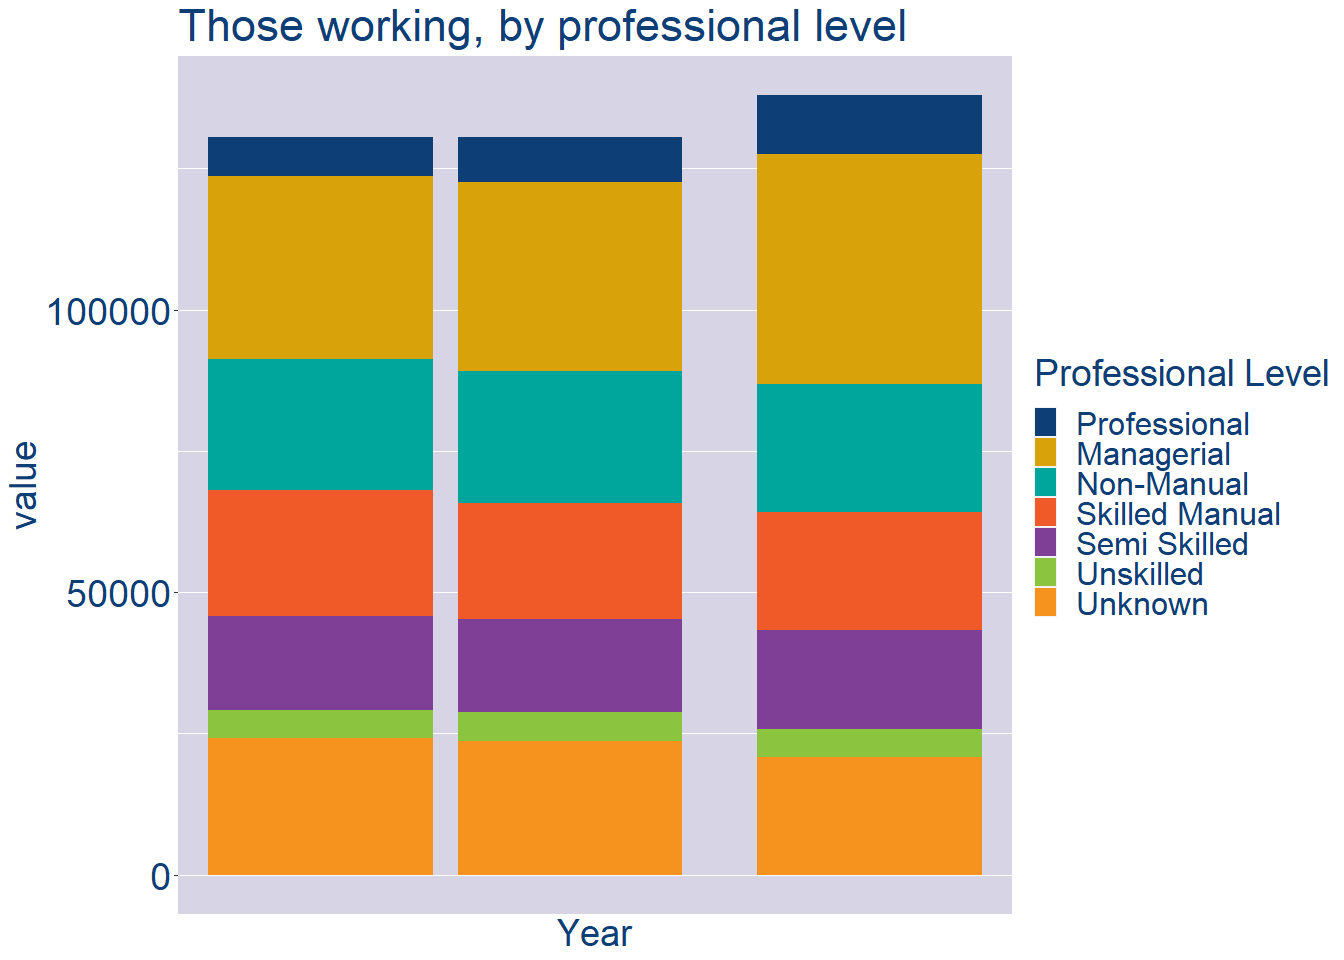 Those working, by professional level
value
100000
50000
0
Year
Professional Level
Professional
Managerial
Non-Manual
Skilled Manual
Semi Skilled
Unskilled
Unknown